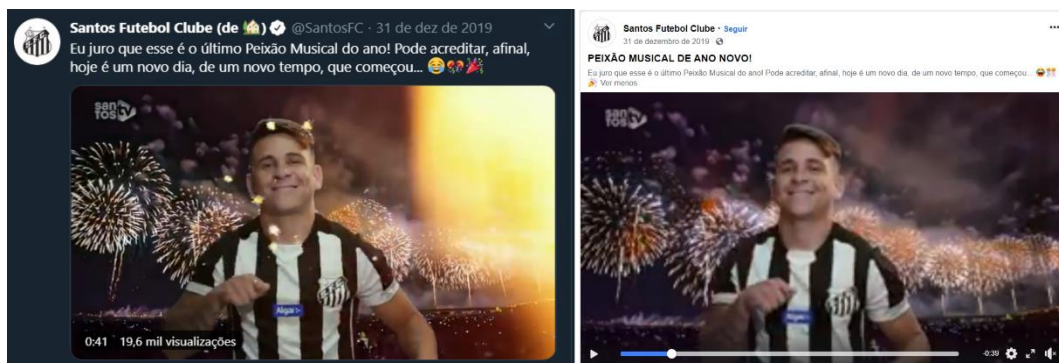 Santos Futebol Clube (de 🏠) @SantosFC · 31 de dez de 2019
Eu juro que esse é o último Peixão Musical do ano! Pode acreditar, afinal,
hoje é um novo dia, de um novo tempo, que começou... 😂🎊🎉
santos tv
Algar
0:41 19,6 mil visualizações
Santos Futebol Clube · Seguir
31 de dezembro de 2019 ·
PEIXÃO MUSICAL DE ANO NOVO!
Eu juro que esse é o último Peixão Musical do ano! Pode acreditar, afinal, hoje é um novo dia, de um novo tempo, que começou... 😂🎊
🎉 Ver menos
santos tv
-0:39